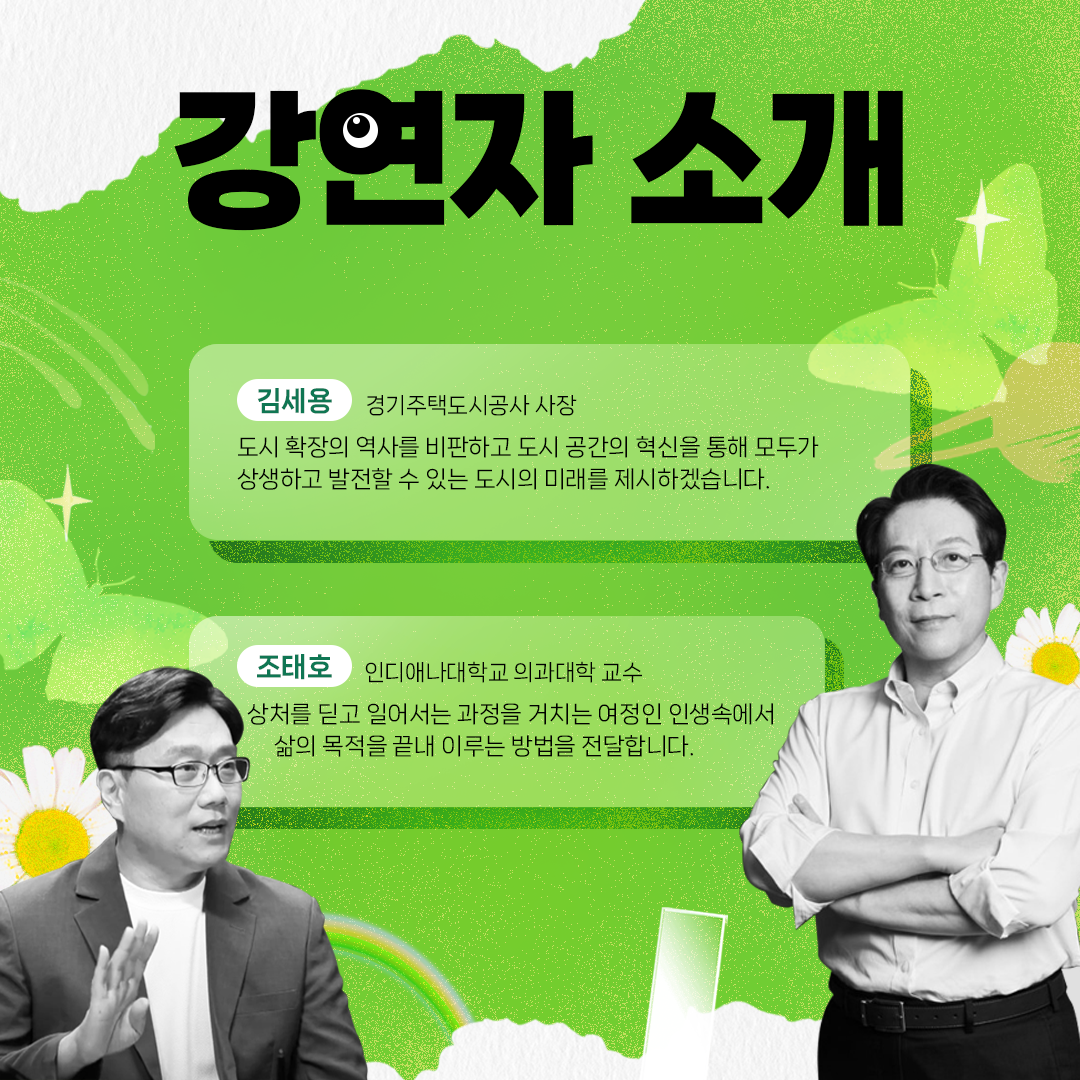 강연자 소개
김세용 경기주택도시공사 사장
도시 확장의 역사를 비판하고 도시 공간의 혁신을 통해 모두가
상생하고 발전할 수 있는 도시의 미래를 제시하겠습니다.
조태호 인디애나대학교 의과대학 교수
상처를 딛고 일어서는 과정을 거치는 여정인 인생속에서
삶의 목적을 끝내 이루는 방법을 전달합니다.